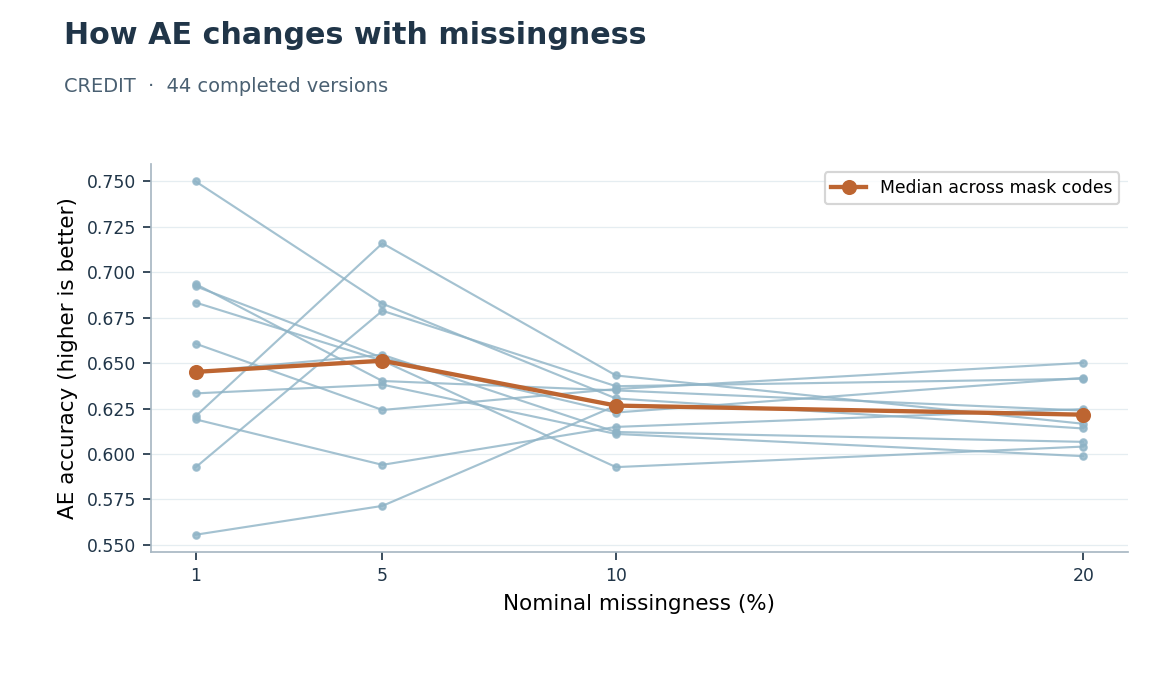 How AE changes with missingness
CREDIT · 44 completed versions
AE accuracy (higher is better)
0.750
0.725
0.700
0.675
0.650
0.625
0.600
0.575
0.550
Median across mask codes
1 5 10 20
Nominal missingness (%)